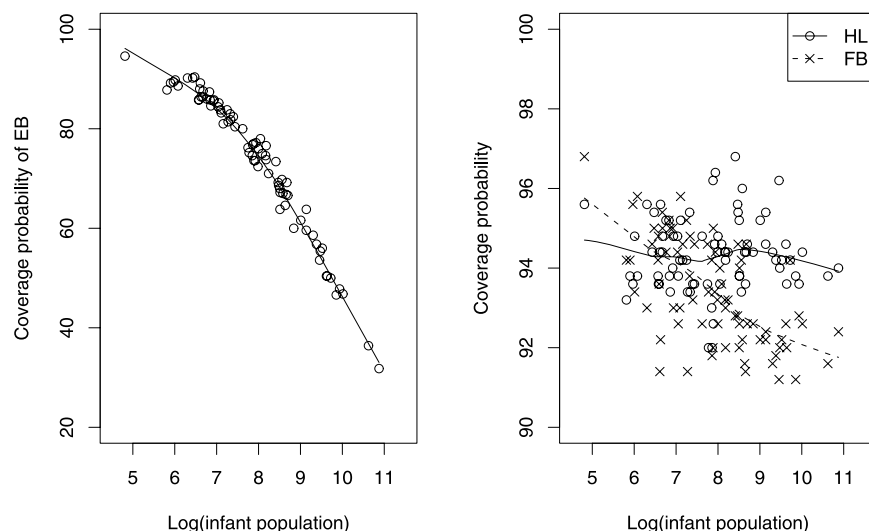 Coverage probability of EB
100
80
60
40
20
5 6 7 8 9 10 11
Log(infant population)
Coverage probability
100
98
96
94
92
90
5 6 7 8 9 10 11
Log(infant population)
HL
FB